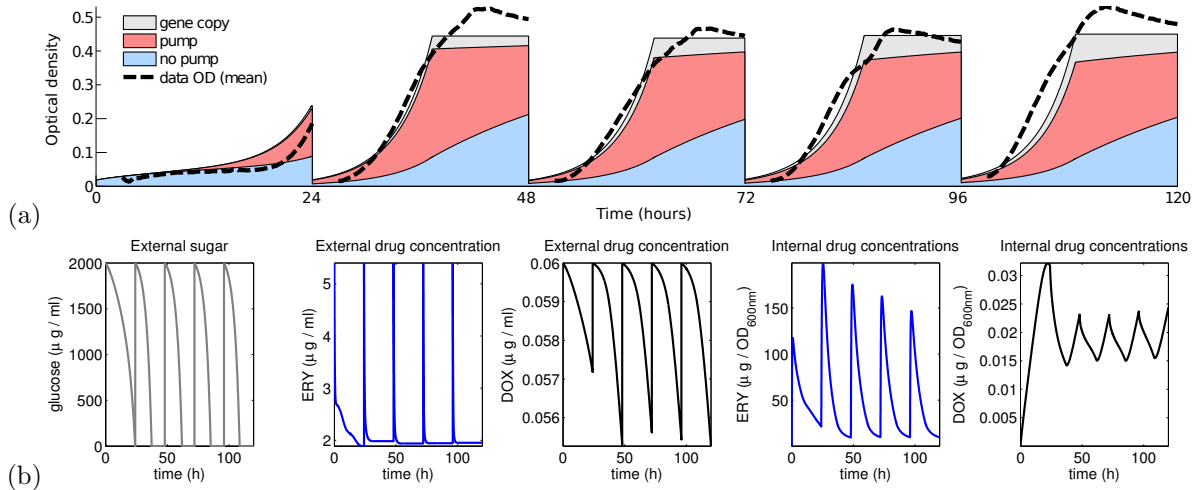 gene copy
pump
no pump
data OD (mean)
Optical density
0.5
0.4
0.3
0.2
0.1
0
0 24 48 72 96 120
Time (hours)
(a)
External sugar
glucose (μ g / ml)
2000
1500
1000
500
0
0 50 100
time (h)
External drug concentration
ERY (μ g / ml)
5
4
3
2
0 50 100
time (h)
External drug concentration
DOX (μ g / ml)
0.06
0.059
0.058
0.057
0.056
0 50 100
time (h)
Internal drug concentrations
ERY (μ g / OD600nm)
150
100
50
0 50 100
time (h)
Internal drug concentrations
DOX (μ g / OD600nm)
0.03
0.025
0.02
0.015
0.01
0.005
0 50 100
time (h)
(b)